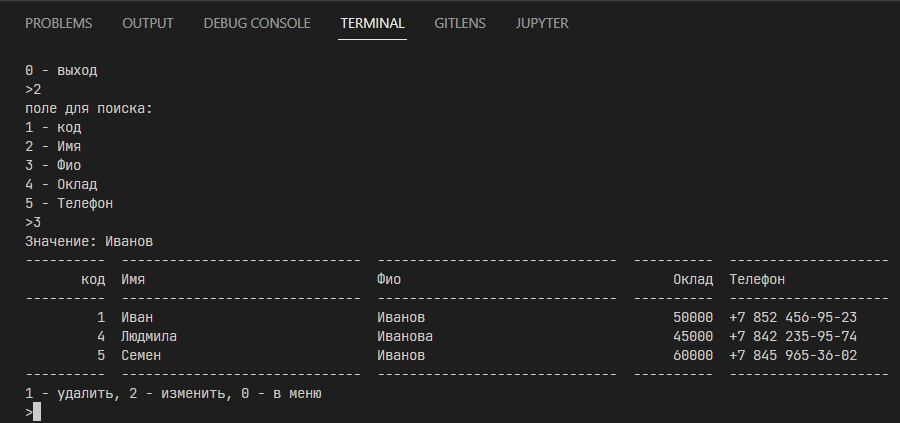 PROBLEMS OUTPUT DEBUG CONSOLE TERMINAL GITLENS JUPYTER
0 - выход
>2
поле для поиска:
1 - код
2 - Имя
3 - Фио
4 - Оклад
5 - Телефон
>3
Значение: Иванов
----------  ------------------------------  ------------------------------  ----------  --------------------
       код  Имя                             Фио                                  Оклад  Телефон
----------  ------------------------------  ------------------------------  ----------  --------------------
         1  Иван                            Иванов                               50000  +7 852 456-95-23
         4  Людмила                         Иванова                              45000  +7 842 235-95-74
         5  Семен                           Иванов                               60000  +7 845 965-36-02
----------  ------------------------------  ------------------------------  ----------  --------------------
1 - удалить, 2 - изменить, 0 - в меню
>